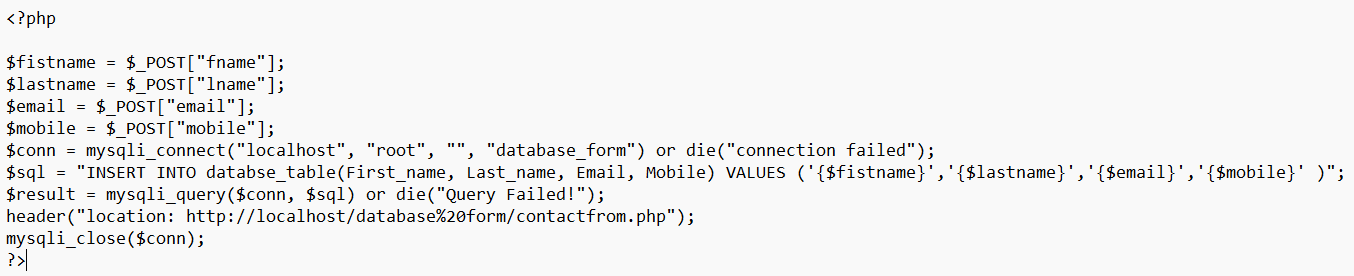 <?php
$fistname = $_POST["fname"];
$lastname = $_POST["lname"];
$email = $_POST["email"];
$mobile = $_POST["mobile"];
$conn = mysqli_connect("localhost", "root", "", "database_form") or die("connection failed");
$sql = "INSERT INTO databse_table(First_name, Last_name, Email, Mobile) VALUES ('{$fistname}','{$lastname}','{$email}','{$mobile}' )";
$result = mysqli_query($conn, $sql) or die("Query Failed!");
header("location: http://localhost/database%20form/contactfrom.php");
mysqli_close($conn);
?>